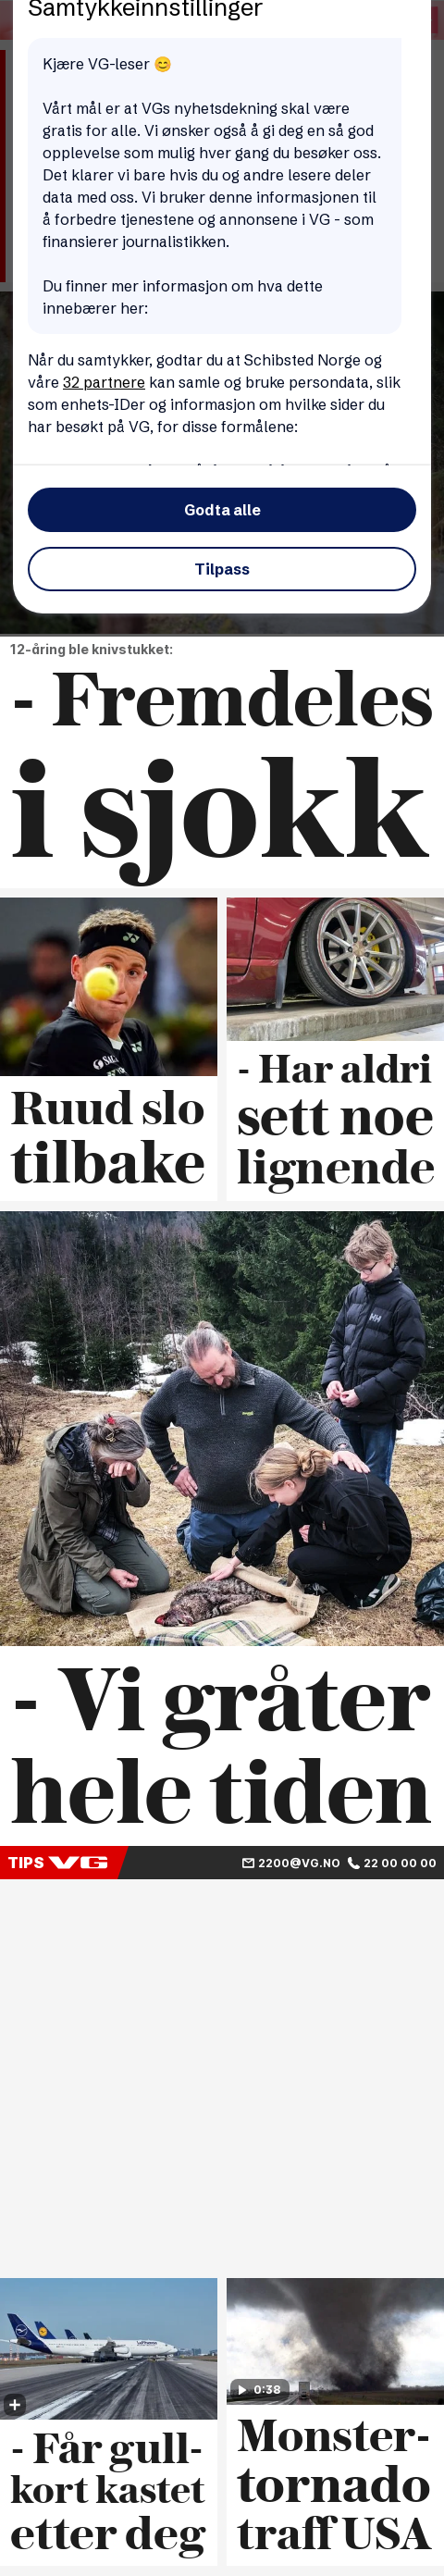 Samtykkeinnstillinger
Kjære VG-leser 😊
Vårt mål er at VGs nyhetsdekning skal være
gratis for alle. Vi ønsker også å gi deg en så god
opplevelse som mulig hver gang du besøker oss.
Det klarer vi bare hvis du og andre lesere deler
data med oss. Vi bruker denne informasjonen til
å forbedre tjenestene og annonsene i VG - som
finansierer journalistikken.
Du finner mer informasjon om hva dette
innebærer her:
Når du samtykker, godtar du at Schibsted Norge og
våre 32 partnere kan samle og bruke persondata, slik
som enhets-IDer og informasjon om hvilke sider du
har besøkt på VG, for disse formålene:
Godta alle
Tilpass
12-åring ble knivstukket:
- Fremdeles
i sjokk
Ruud slo
tilbake
- Har aldri
sett noe
lignende
- Vi gråter
hele tiden
TIPS VG
2200@VG.NO 22 00 00 00
- Får gull-
kort kastet
etter deg
0:38
Monster-
tornado
traff USA